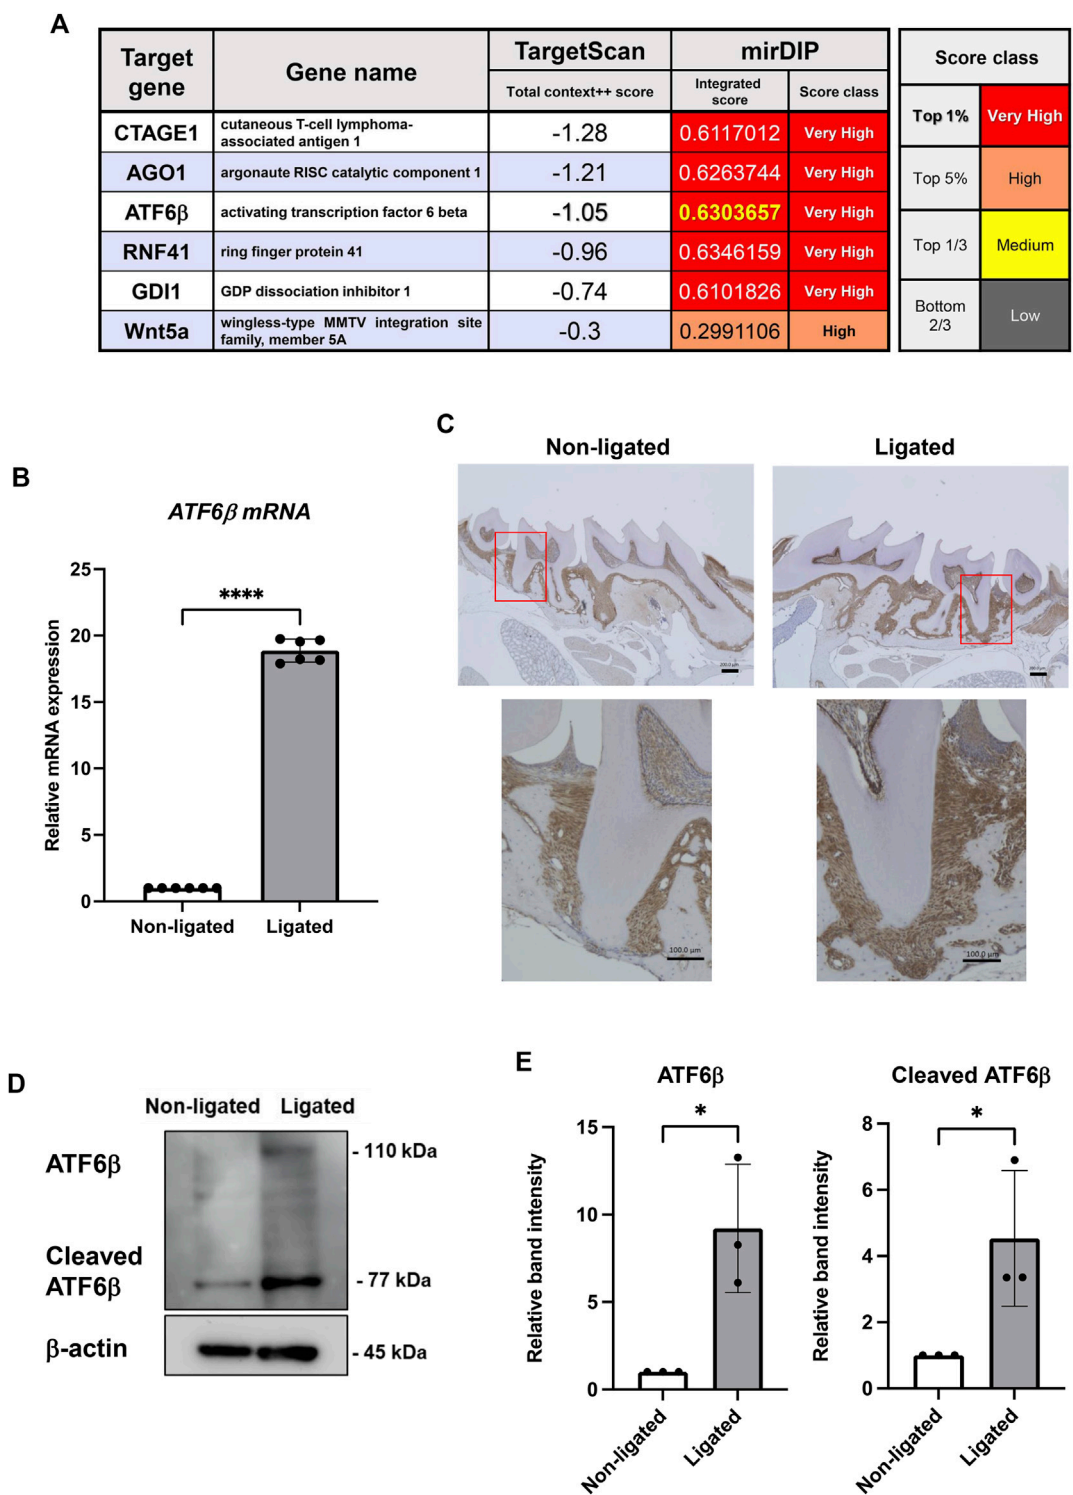 A
Target gene
Gene name
TargetScan
mirDIP
Total context++ score
Integrated score
Score class
CTAGE1
cutaneous T-cell lymphoma-
associated antigen 1
-1.28
0.6117012
Very High
AGO1
argonaute RISC catalytic component 1
-1.21
0.6263744
Very High
ATF6β
activating transcription factor 6 beta
-1.05
0.6303657
Very High
RNF41
ring finger protein 41
-0.96
0.6346159
Very High
GDI1
GDP dissociation inhibitor 1
-0.74
0.6101826
Very High
Wnt5a
wingless-type MMTV integration site
family, member 5A
-0.3
0.2991106
High
Score class
Top 1%
Very High
Top 5%
High
Top 1/3
Medium
Bottom
2/3
Low
B
ATF6β mRNA
Relative mRNA expression
25
20
15
10
5
0
****
Non-ligated
Ligated
C
Non-ligated
Ligated
100.0 μm
100.0 μm
D
Non-ligated
Ligated
ATF6β
- 110 kDa
Cleaved
ATF6β
- 77 kDa
β-actin
- 45 kDa
E
ATF6β
Relative band intensity
15
10
5
0
*
Non-ligated
Ligated
Cleaved ATF6β
Relative band intensity
8
6
4
2
0
*
Non-ligated
Ligated